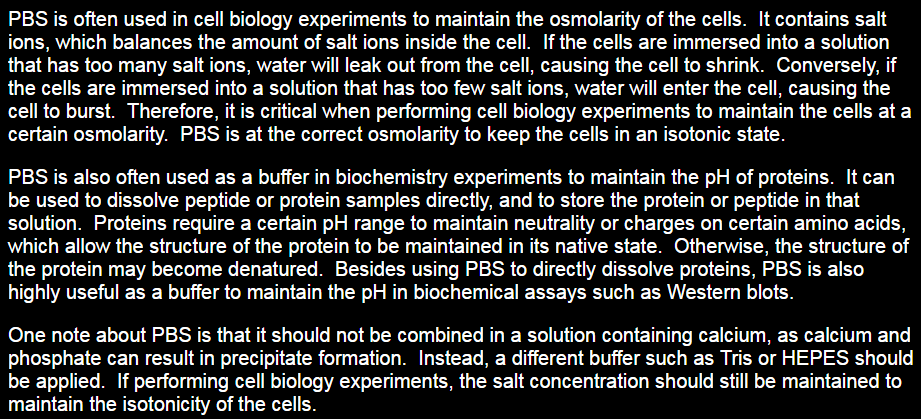 PBS is often used in cell biology experiments to maintain the osmolarity of the cells.  It contains salt
ions, which balances the amount of salt ions inside the cell.  If the cells are immersed into a solution
that has too many salt ions, water will leak out from the cell, causing the cell to shrink.  Conversely, if
the cells are immersed into a solution that has too few salt ions, water will enter the cell, causing the
cell to burst.  Therefore, it is critical when performing cell biology experiments to maintain the cells at a
certain osmolarity.  PBS is at the correct osmolarity to keep the cells in an isotonic state.
PBS is also often used as a buffer in biochemistry experiments to maintain the pH of proteins.  It can
be used to dissolve peptide or protein samples directly, and to store the protein or peptide in that
solution.  Proteins require a certain pH range to maintain neutrality or charges on certain amino acids,
which allow the structure of the protein to be maintained in its native state.  Otherwise, the structure of
the protein may become denatured.  Besides using PBS to directly dissolve proteins, PBS is also
highly useful as a buffer to maintain the pH in biochemical assays such as Western blots.
One note about PBS is that it should not be combined in a solution containing calcium, as calcium and
phosphate can result in precipitate formation.  Instead, a different buffer such as Tris or HEPES should
be applied.  If performing cell biology experiments, the salt concentration should still be maintained to
maintain the isotonicity of the cells.